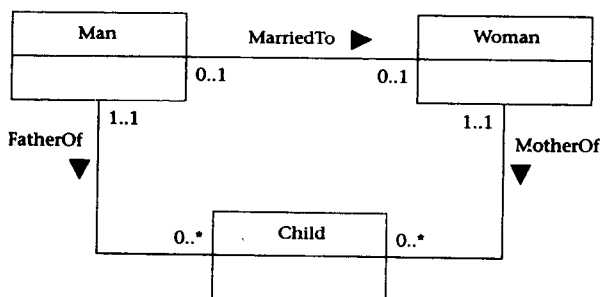 Man
MarriedTo ▶
Woman
0..1
0..1
1..1
1..1
FatherOf
MotherOf
0..*
Child
0..*